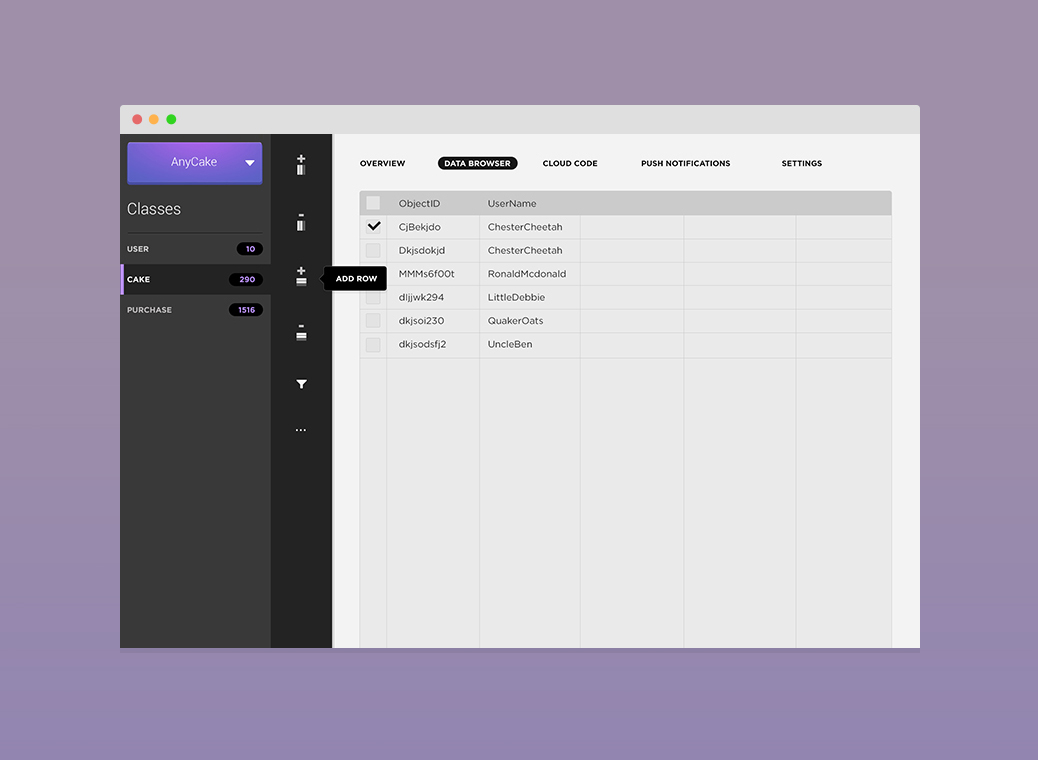 AnyCake
Classes
USER 10
CAKE 290
PURCHASE 1516
ADD ROW
OVERVIEW DATA BROWSER CLOUD CODE PUSH NOTIFICATIONS SETTINGS
ObjectID UserName
CjBekjdo ChesterCheetah
Dkjsdokjd ChesterCheetah
MMMs6f00t RonaldMcdonald
dljjwk294 LittleDebbie
dkjsoi230 QuakerOats
dkjsodsfj2 UncleBen